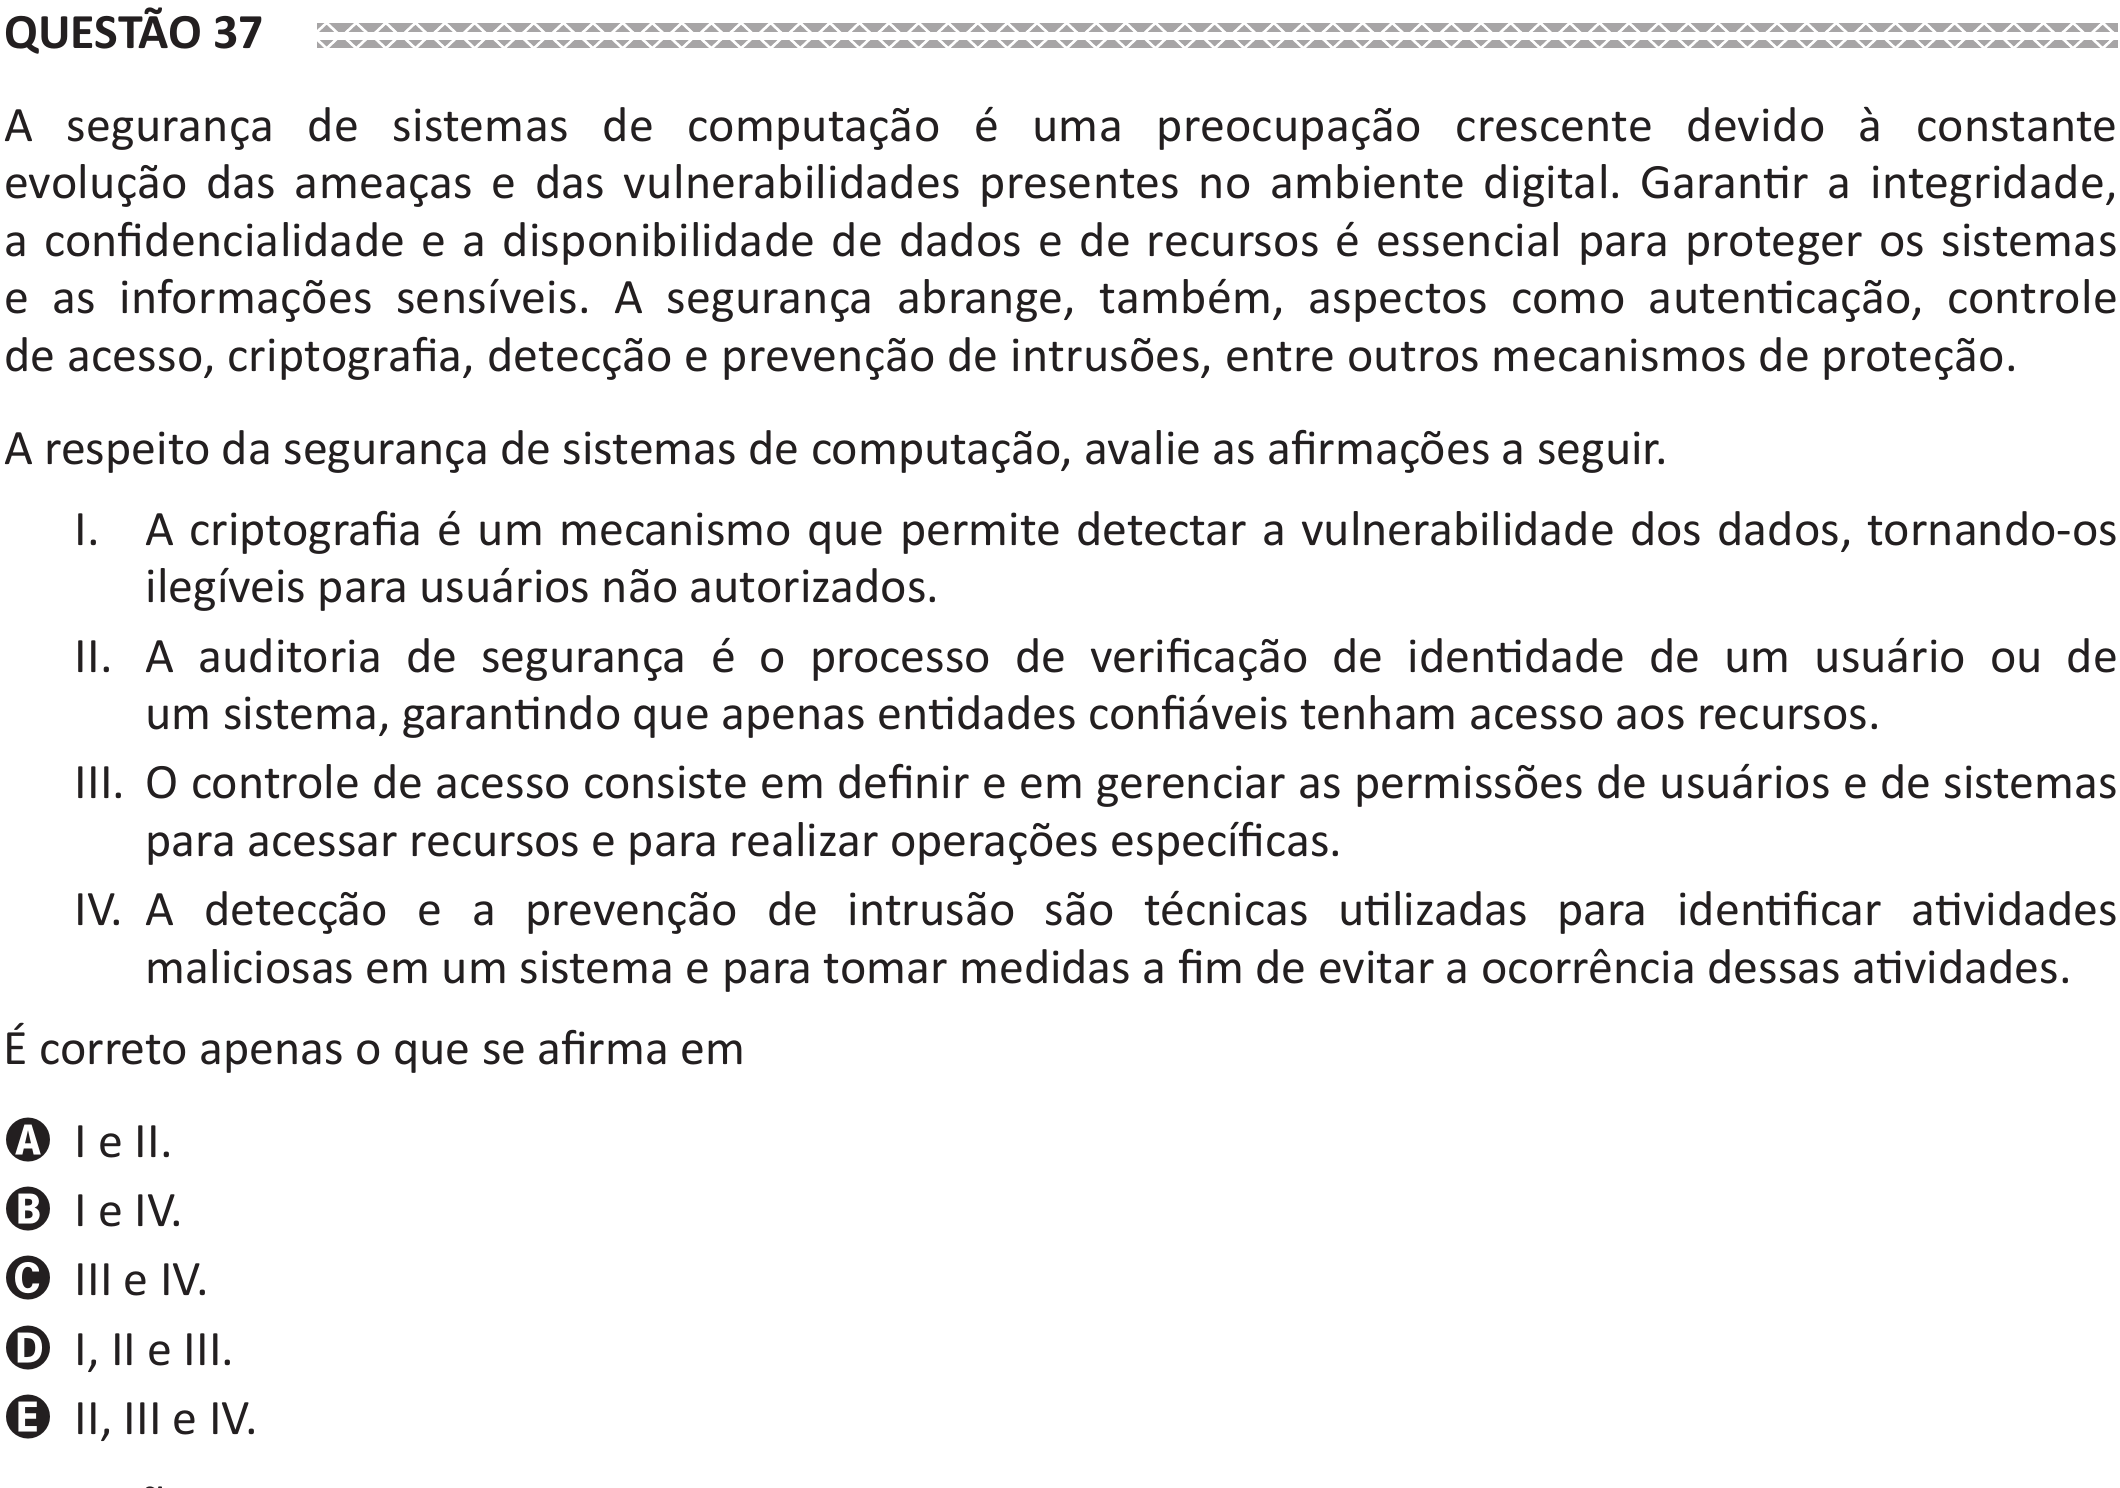 QUESTÃO 37
A segurança de sistemas de computação é uma preocupação crescente devido à constante
evolução das ameaças e das vulnerabilidades presentes no ambiente digital. Garantir a integridade,
a confidencialidade e a disponibilidade de dados e de recursos é essencial para proteger os sistemas
e as informações sensíveis. A segurança abrange, também, aspectos como autenticação, controle
de acesso, criptografia, detecção e prevenção de intrusões, entre outros mecanismos de proteção.
A respeito da segurança de sistemas de computação, avalie as afirmações a seguir.
I. A criptografia é um mecanismo que permite detectar a vulnerabilidade dos dados, tornando-os
ilegíveis para usuários não autorizados.
II. A auditoria de segurança é o processo de verificação de identidade de um usuário ou de
um sistema, garantindo que apenas entidades confiáveis tenham acesso aos recursos.
III. O controle de acesso consiste em definir e em gerenciar as permissões de usuários e de sistemas
para acessar recursos e para realizar operações específicas.
IV. A detecção e a prevenção de intrusão são técnicas utilizadas para identificar atividades
maliciosas em um sistema e para tomar medidas a fim de evitar a ocorrência dessas atividades.
É correto apenas o que se afirma em
A I e II.
B I e IV.
C III e IV.
D I, II e III.
E II, III e IV.